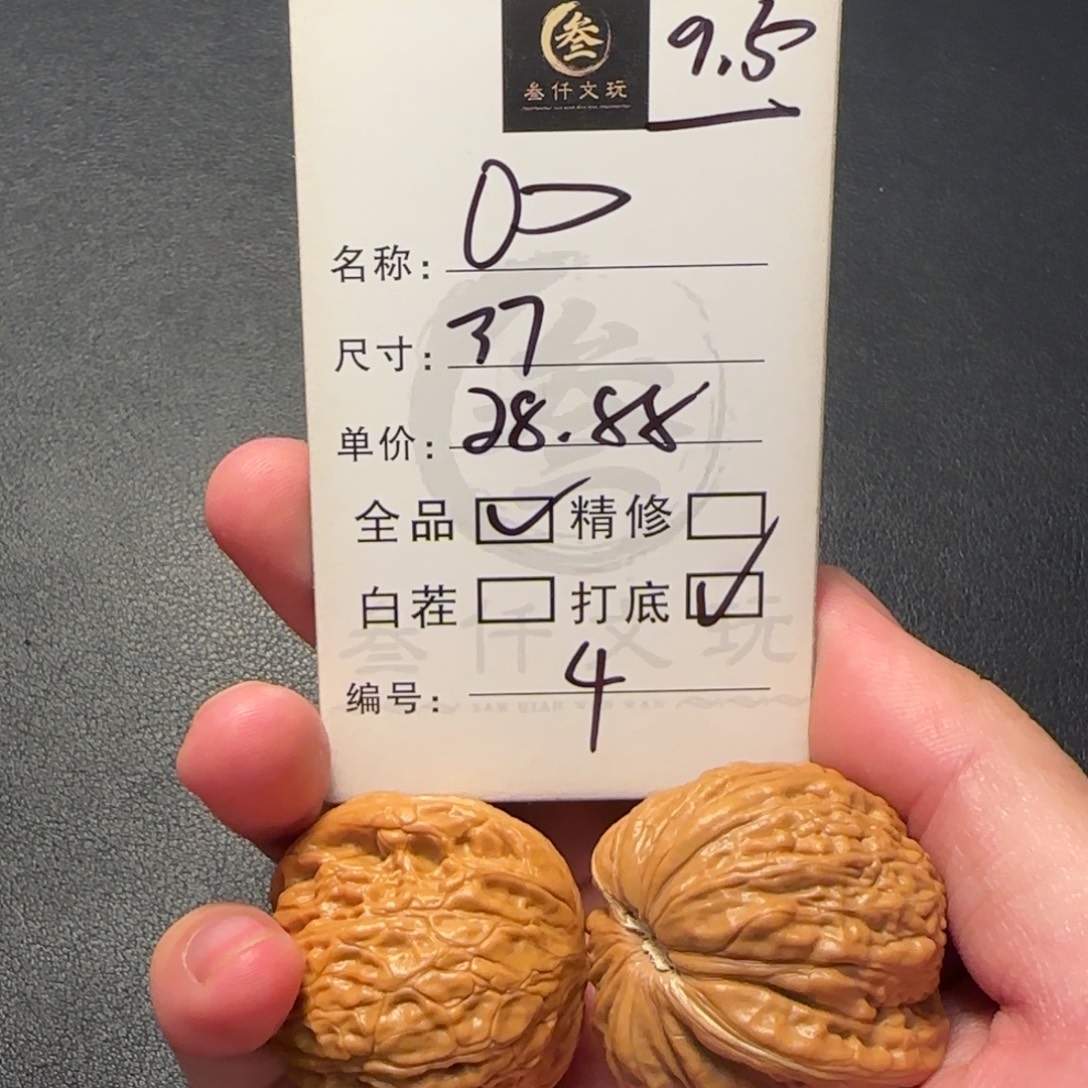 叁
叁仟文玩
9.5
名称：
尺寸：37
单价：28.88
全品 ☑ 精修 ☐
白茬 ☐ 打底 ☑
叁仟文玩
编号：4
SAN QIAN WEN WAN